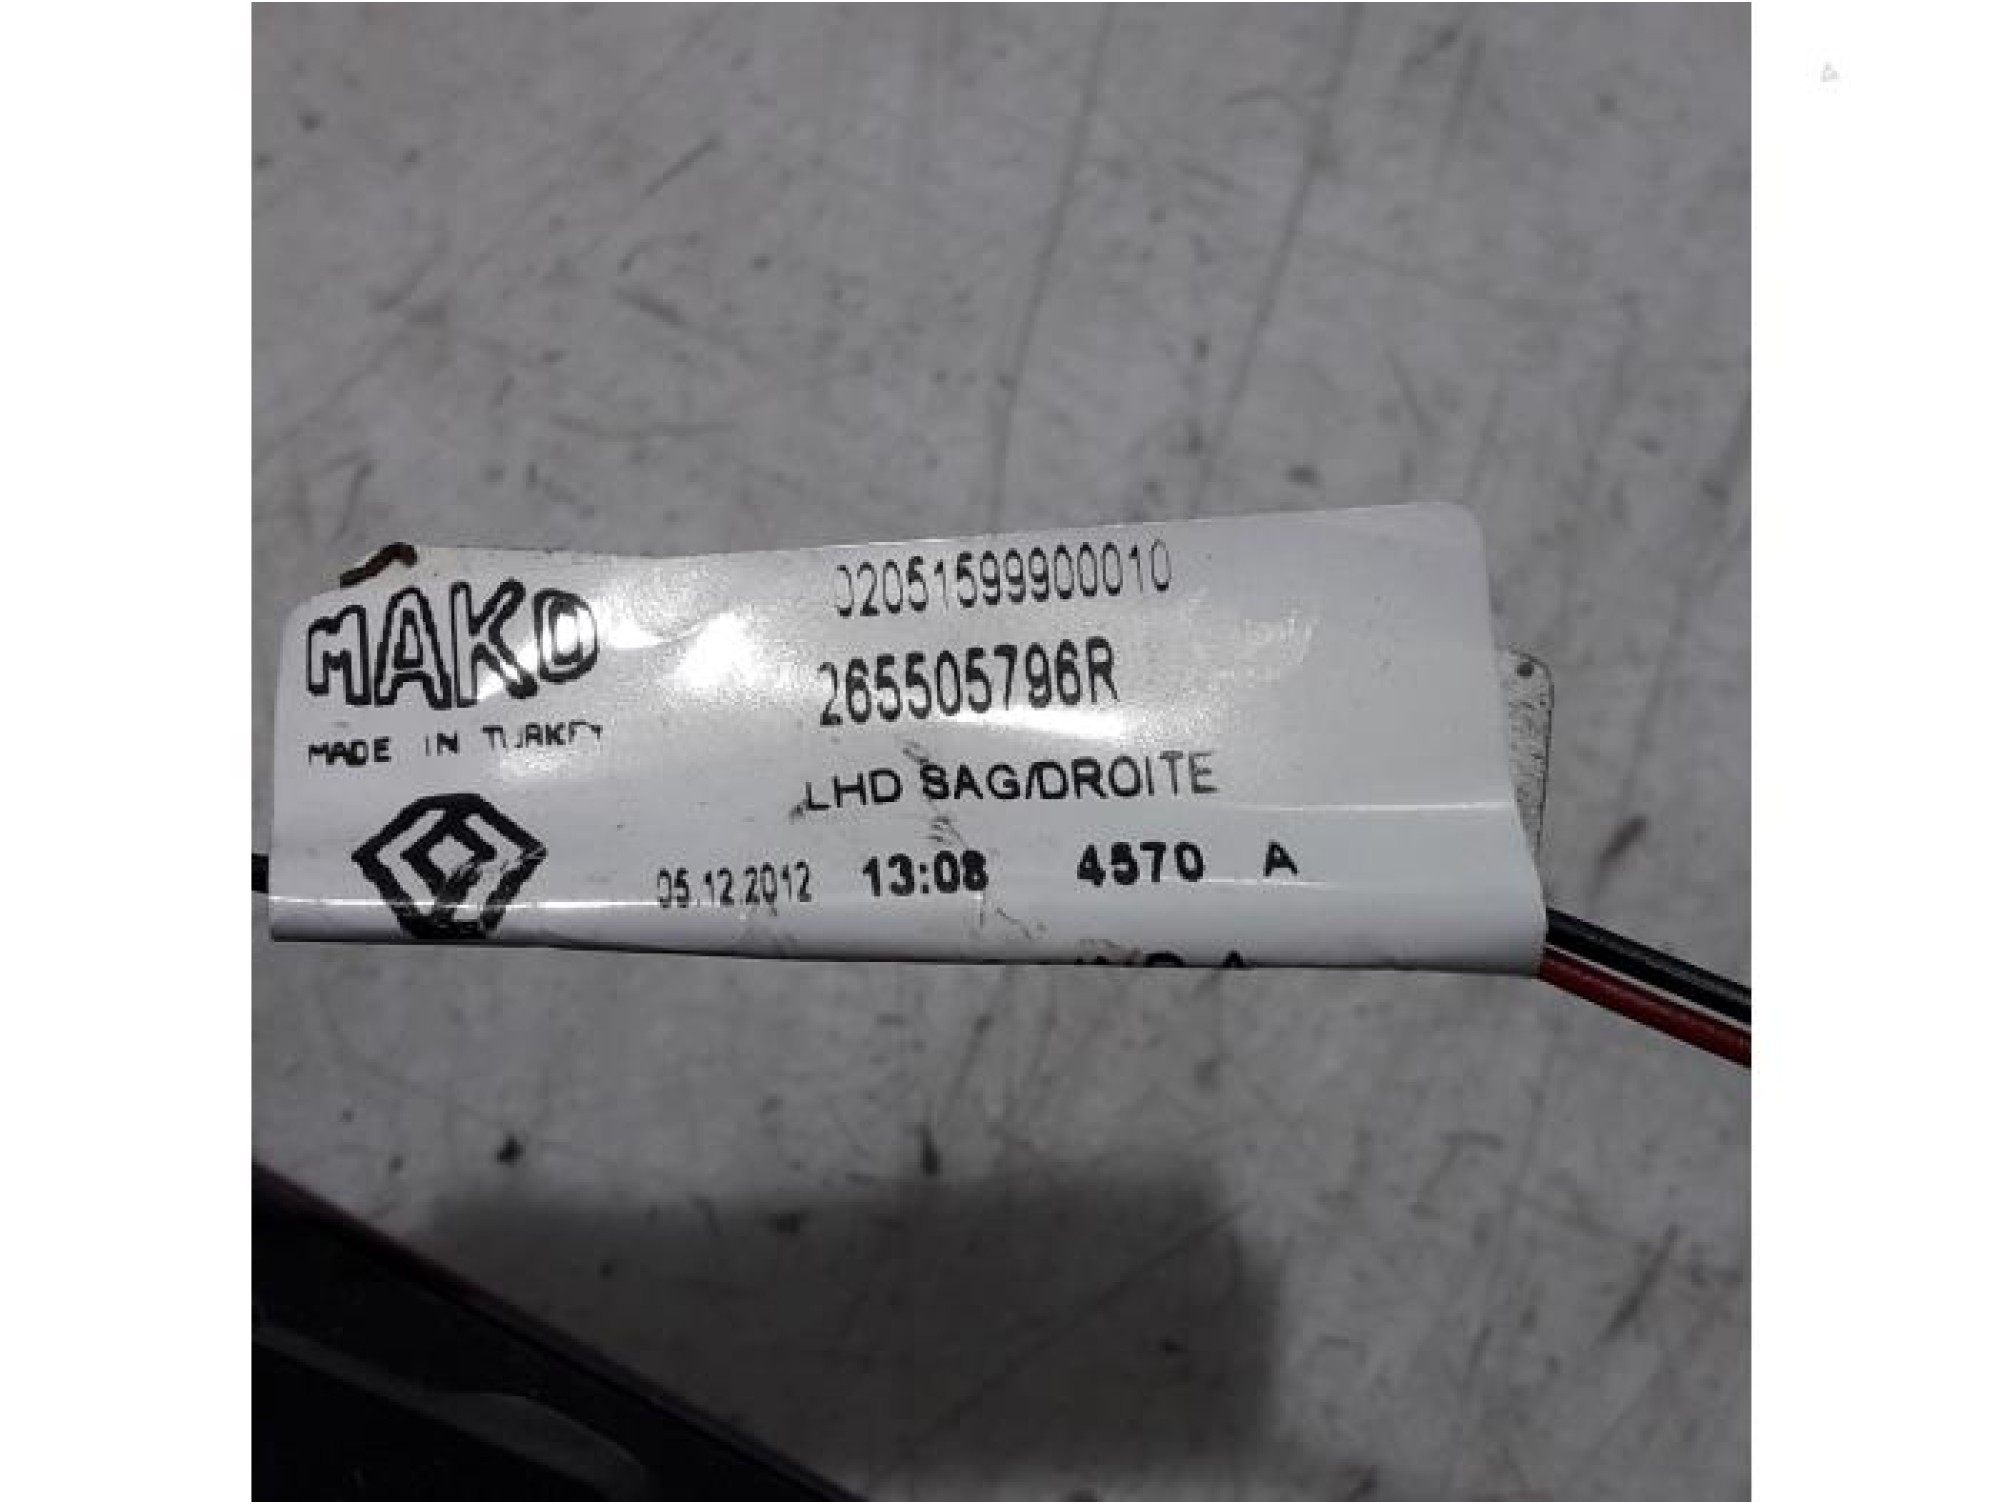 MAKO
MADE IN TURKEY
02051599900010
265505796R
LHD SAG/DROITE
05.12.2012 13:08 4570 A